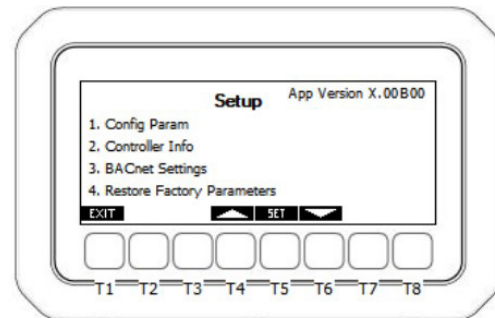 Setup
App Version X.00B00
1. Config Param
2. Controller Info
3. BACnet Settings
4. Restore Factory Parameters
EXIT SET
T1 T2 T3 T4 T5 T6 T7 T8